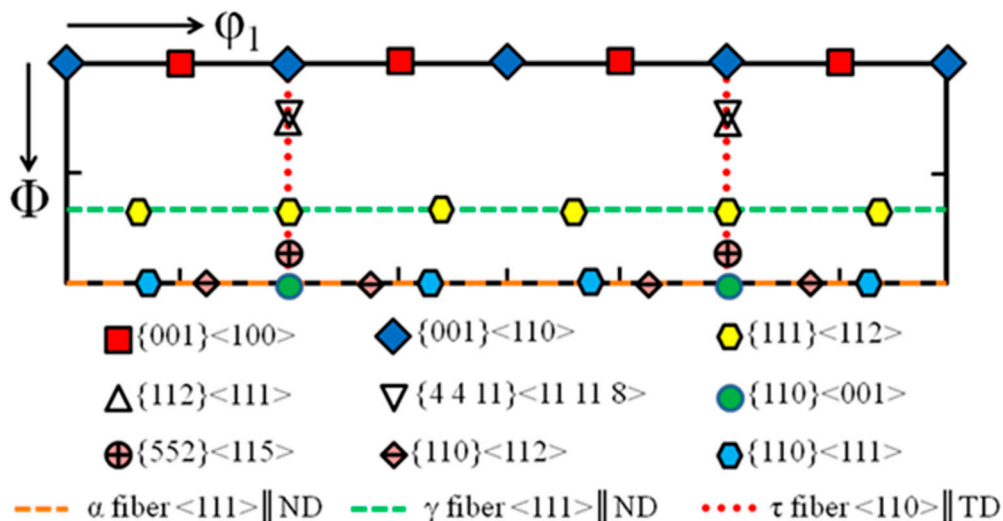 φ1
Φ
{001}<100> {001}<110> {111}<112>
{112}<111> {4 4 11}<11 11 8> {110}<001>
{552}<115> {110}<112> {110}<111>
α fiber <111>∥ND γ fiber <111>∥ND τ fiber <110>∥TD